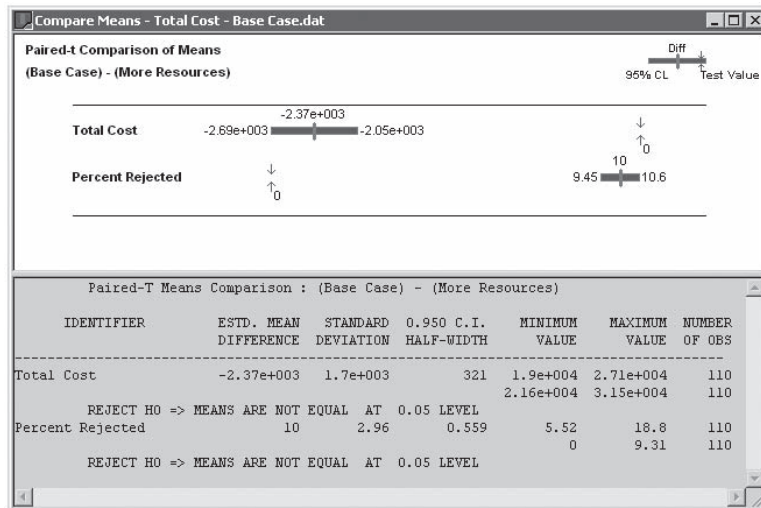 Compare Means - Total Cost - Base Case.dat
Paired-t Comparison of Means
(Base Case) - (More Resources)
Diff
95% CL Test Value
-2.37e+003
Total Cost -2.69e+003 -2.05e+003
0
10
Percent Rejected 9.45 10.6
0
Paired-T Means Comparison : (Base Case) - (More Resources)
IDENTIFIER ESTD. MEAN STANDARD 0.950 C.I. MINIMUM MAXIMUM NUMBER
DIFFERENCE DEVIATION HALF-WIDTH VALUE VALUE OF OBS
Total Cost -2.37e+003 1.7e+003 321 1.9e+004 2.71e+004 110
2.16e+004 3.15e+004 110
REJECT HO => MEANS ARE NOT EQUAL AT 0.05 LEVEL
Percent Rejected 10 2.96 0.559 5.52 18.8 110
0 9.31 110
REJECT HO => MEANS ARE NOT EQUAL AT 0.05 LEVEL